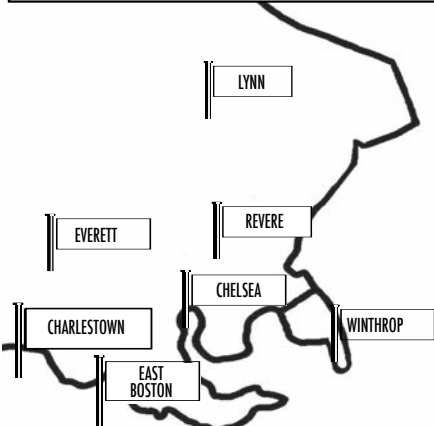 LYNN
REVERE
EVERETT
CHELSEA
CHARLESTOWN
WINTHROP
EAST
BOSTON